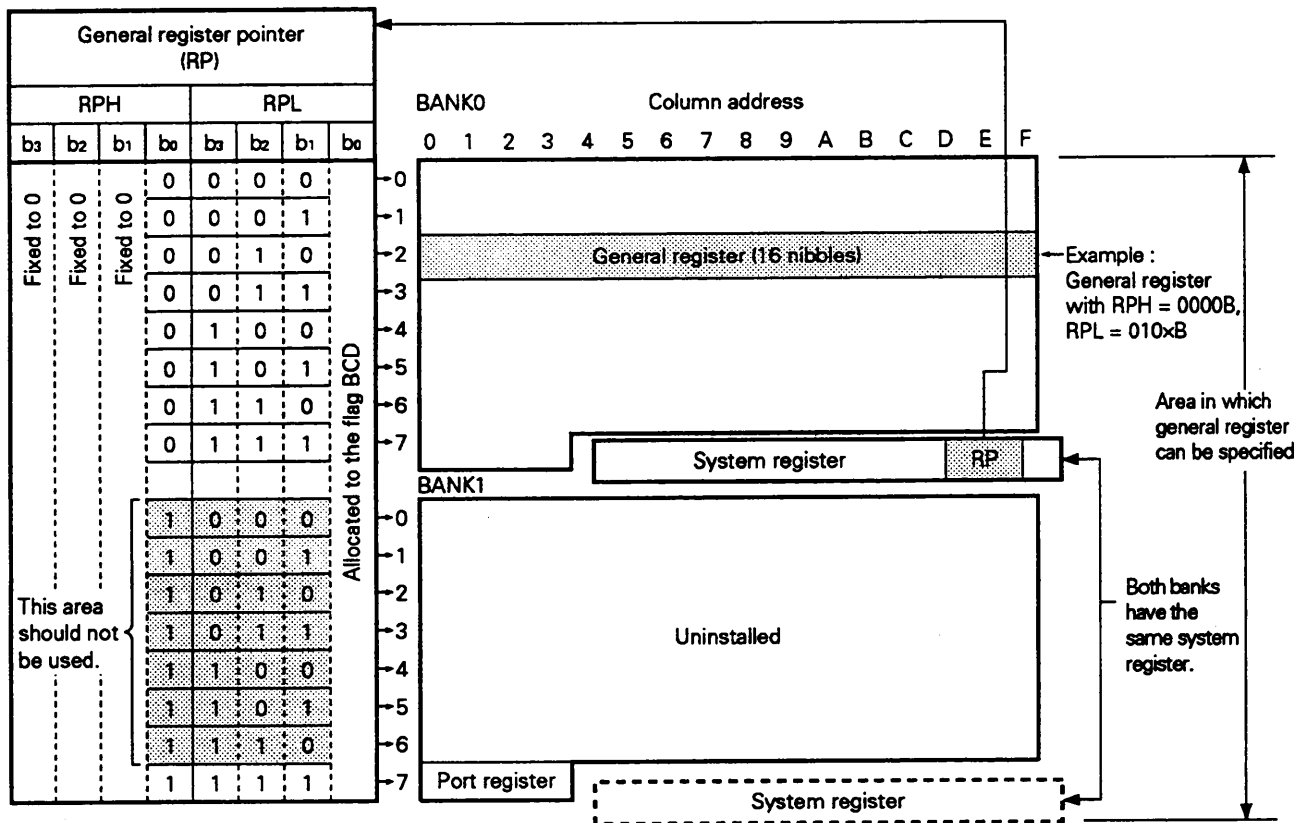 General register pointer
(RP)
RPH RPL
b3 b2 b1 b0 b3 b2 b1 b0
Fixed to 0
Fixed to 0
Fixed to 0
Allocated to the flag BCD
BANK0 Column address
0 1 2 3 4 5 6 7 8 9 A B C D E F
0 0 0 0 0
0 0 0 1 1
0 0 1 0 2
General register (16 nibbles)
0 0 1 1 3
0 1 0 0 4
0 1 0 1 5
0 1 1 0 6
0 1 1 1 7
Example :
General register
with RPH = 0000B,
RPL = 010xB
Area in which
general register
can be specified
System register RP
BANK1
1 0 0 0 0
1 0 0 1 1
1 0 1 0 2
1 0 1 1 3
1 1 0 0 4
1 1 0 1 5
1 1 1 0 6
1 1 1 1 7
This area
should not
be used.
Uninstalled
Both banks
have the
same system
register.
Port register
System register